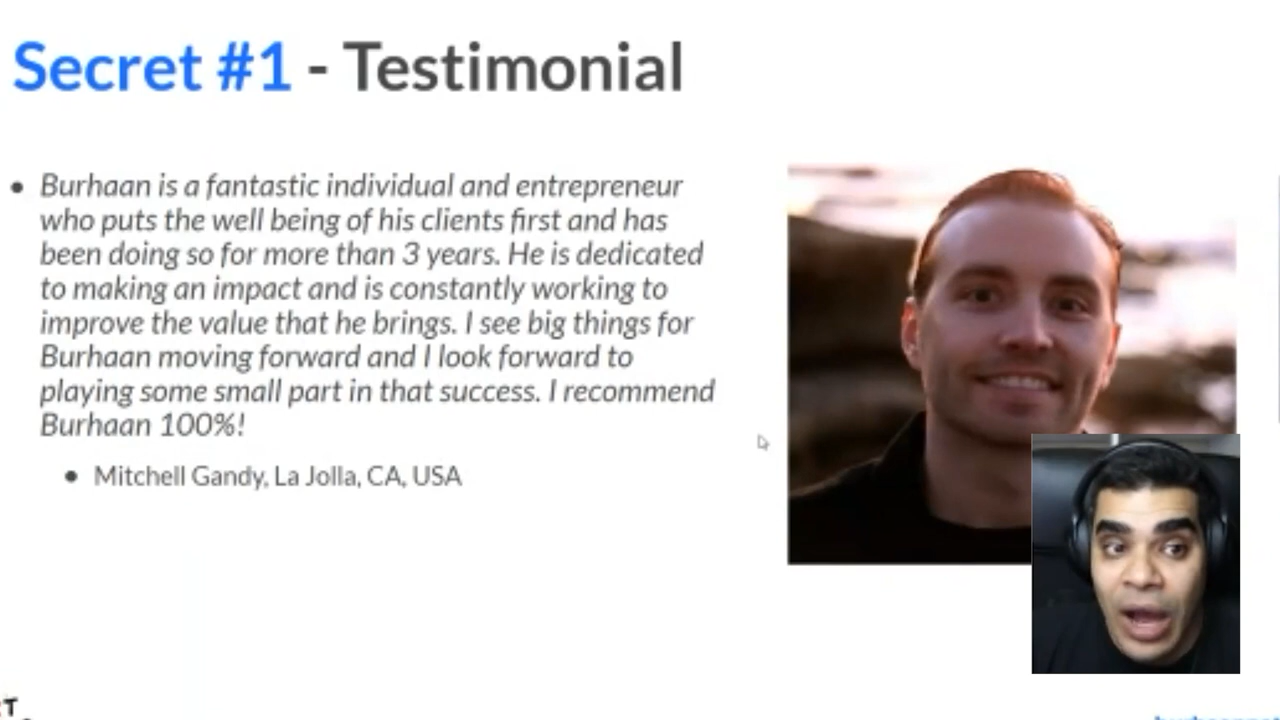 Secret #1 - Testimonial
• Burhaan is a fantastic individual and entrepreneur
who puts the well being of his clients first and has
been doing so for more than 3 years. He is dedicated
to making an impact and is constantly working to
improve the value that he brings. I see big things for
Burhaan moving forward and I look forward to
playing some small part in that success. I recommend
Burhaan 100%!
• Mitchell Gandy, La Jolla, CA, USA